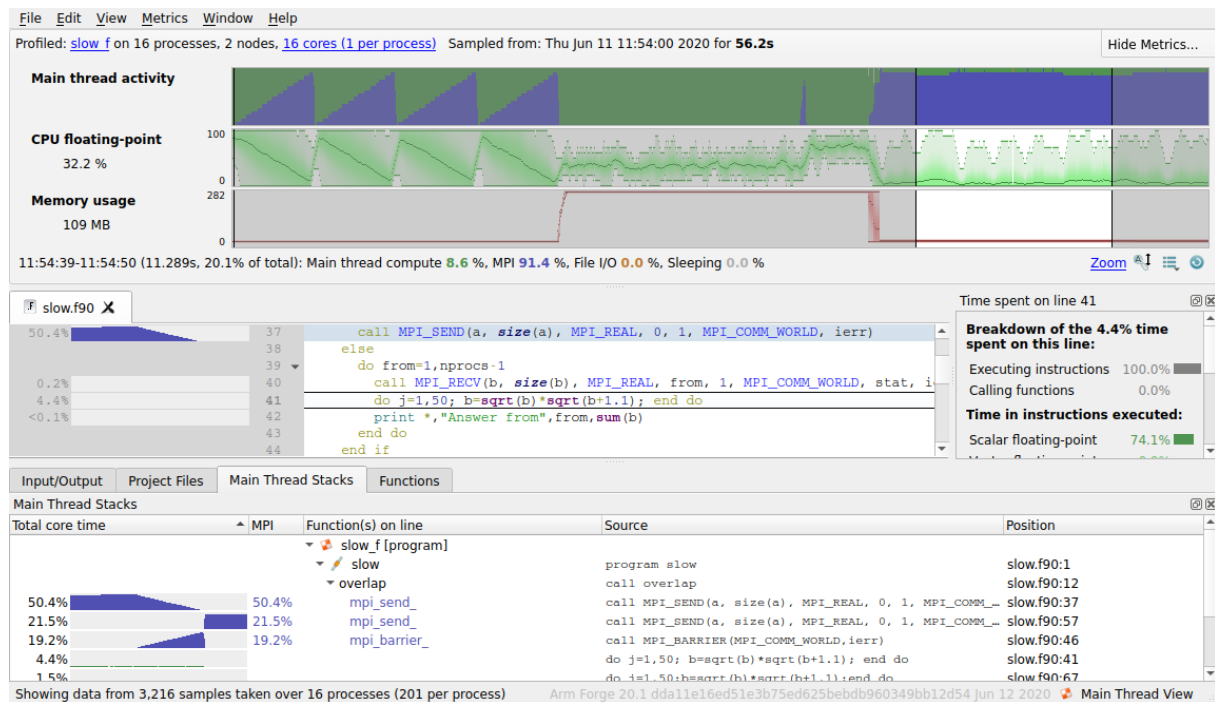 File Edit View Metrics Window Help
Profiled: slow_f on 16 processes, 2 nodes, 16 cores (1 per process) Sampled from: Thu Jun 11 11:54:00 2020 for 56.2s
Hide Metrics...
Main thread activity
CPU floating-point
32.2 %
100
0
Memory usage
109 MB
282
0
11:54:39-11:54:50 (11.289s, 20.1% of total): Main thread compute 8.6 %, MPI 91.4 %, File I/O 0.0 %, Sleeping 0.0 %
Zoom
slow.f90
50.4% 37 call MPI_SEND(a, size(a), MPI_REAL, 0, 1, MPI_COMM_WORLD, ierr)
38 else
39 do from=1,nprocs-1
0.2% 40 call MPI_RECV(b, size(b), MPI_REAL, from, 1, MPI_COMM_WORLD, stat, i
4.4% 41 do j=1,50; b=sqrt(b)*sqrt(b+1.1); end do
<0.1% 42 print *,"Answer from",from,sum(b)
43 end do
44 end if
Time spent on line 41
Breakdown of the 4.4% time
spent on this line:
Executing instructions 100.0%
Calling functions 0.0%
Time in instructions executed:
Scalar floating-point 74.1%
Input/Output Project Files Main Thread Stacks Functions
Main Thread Stacks
Total core time MPI Function(s) on line Source Position
slow_f [program]
slow program slow slow.f90:1
overlap call overlap slow.f90:12
50.4% 50.4% mpi_send_ call MPI_SEND(a, size(a), MPI_REAL, 0, 1, MPI_COMM_… slow.f90:37
21.5% 21.5% mpi_send_ call MPI_SEND(a, size(a), MPI_REAL, 0, 1, MPI_COMM_… slow.f90:57
19.2% 19.2% mpi_barrier_ call MPI_BARRIER(MPI_COMM_WORLD,ierr) slow.f90:46
4.4% do j=1,50; b=sqrt(b)*sqrt(b+1.1); end do slow.f90:41
1.5% do j=1,50;b=sqrt(b)*sqrt(b+1.1);end do slow.f90:67
Showing data from 3,216 samples taken over 16 processes (201 per process)
Arm Forge 20.1 dda11e16ed51e3b75ed625bebdb960349bb12d54 Jun 12 2020
Main Thread View